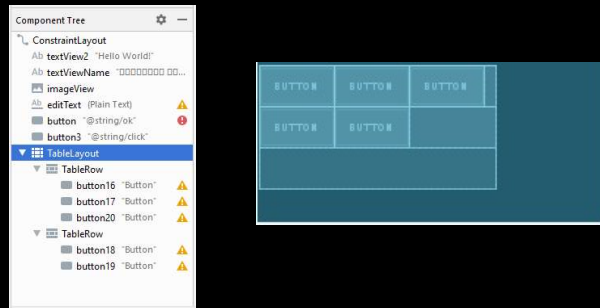 Component Tree
ConstraintLayout
Ab textView2 "Hello World!"
Ab textViewName
imageView
Ab editText (Plain Text)
button "@string/ok"
button3 "@string/click"
TableLayout
TableRow
button16 "Button"
button17 "Button"
button20 "Button"
TableRow
button18 "Button"
button19 "Button"
BUTTON BUTTON BUTTON
BUTTON BUTTON